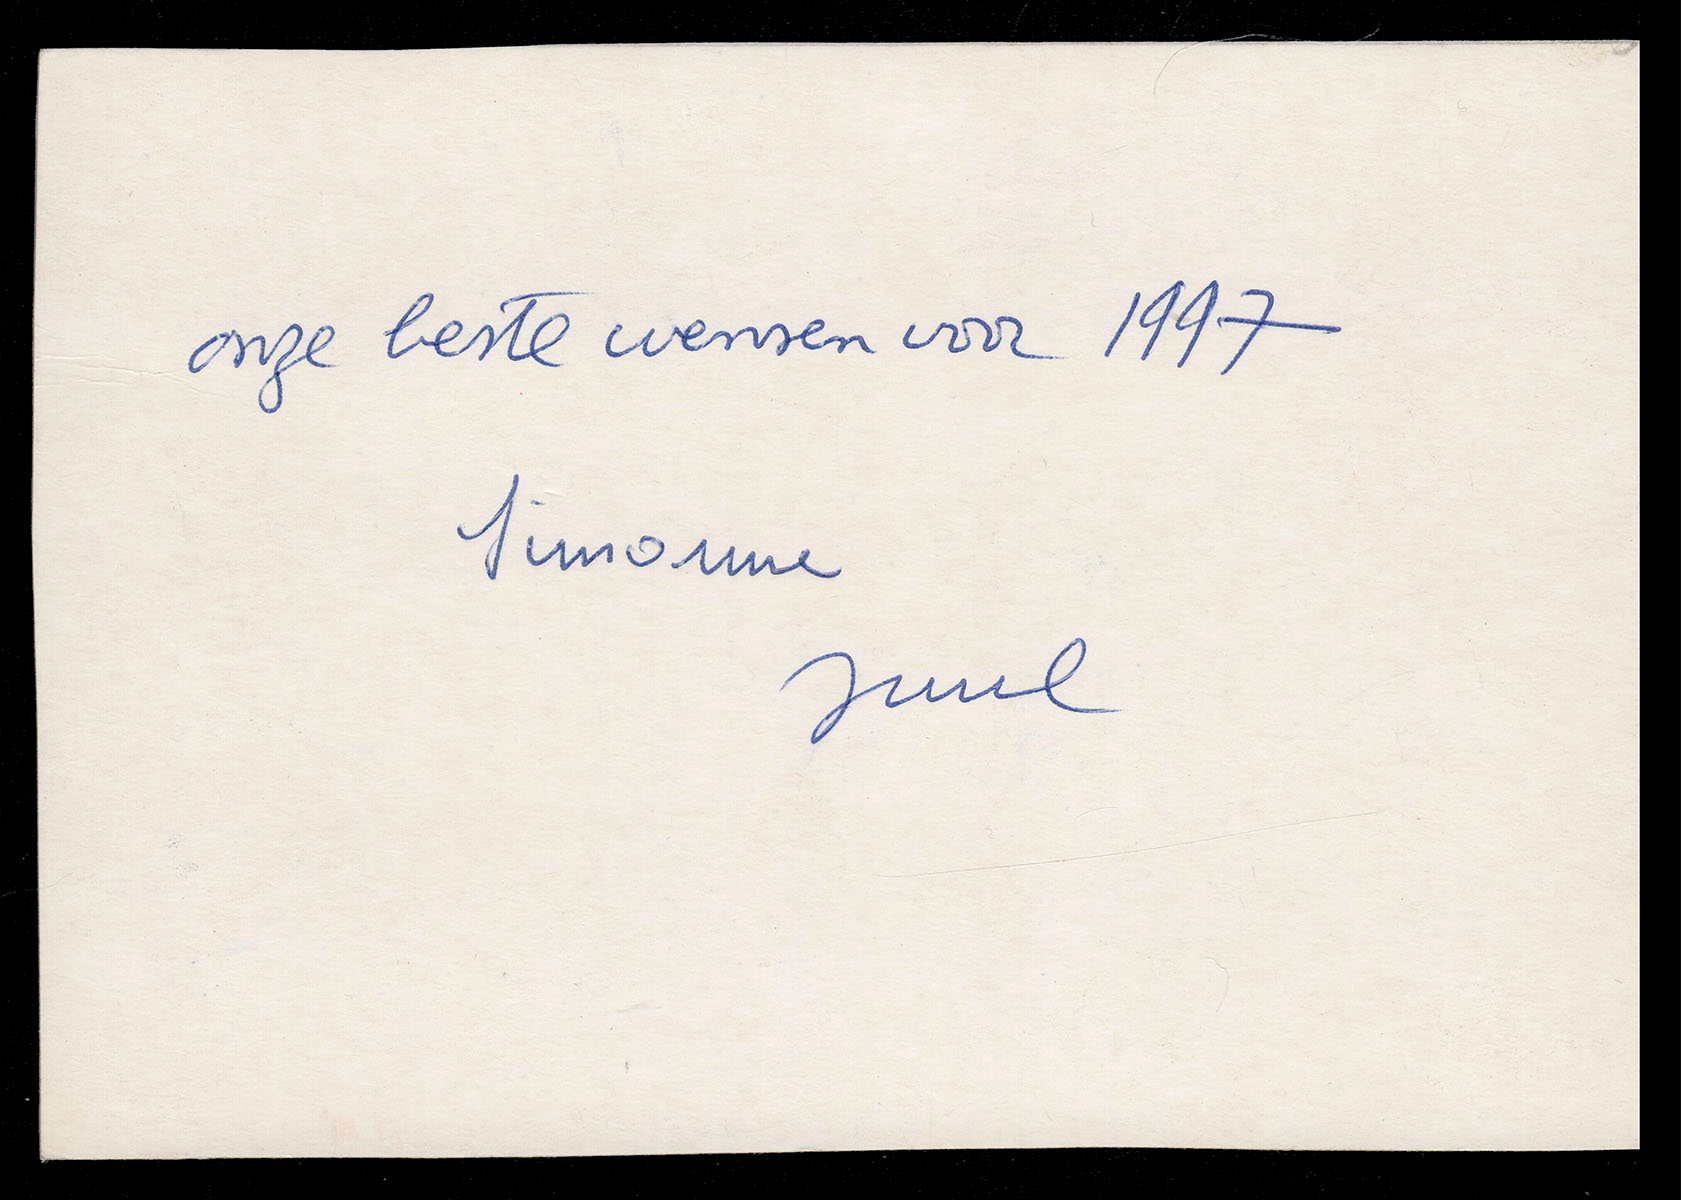 onze beste wensen voor 1997
Simonne
Juul